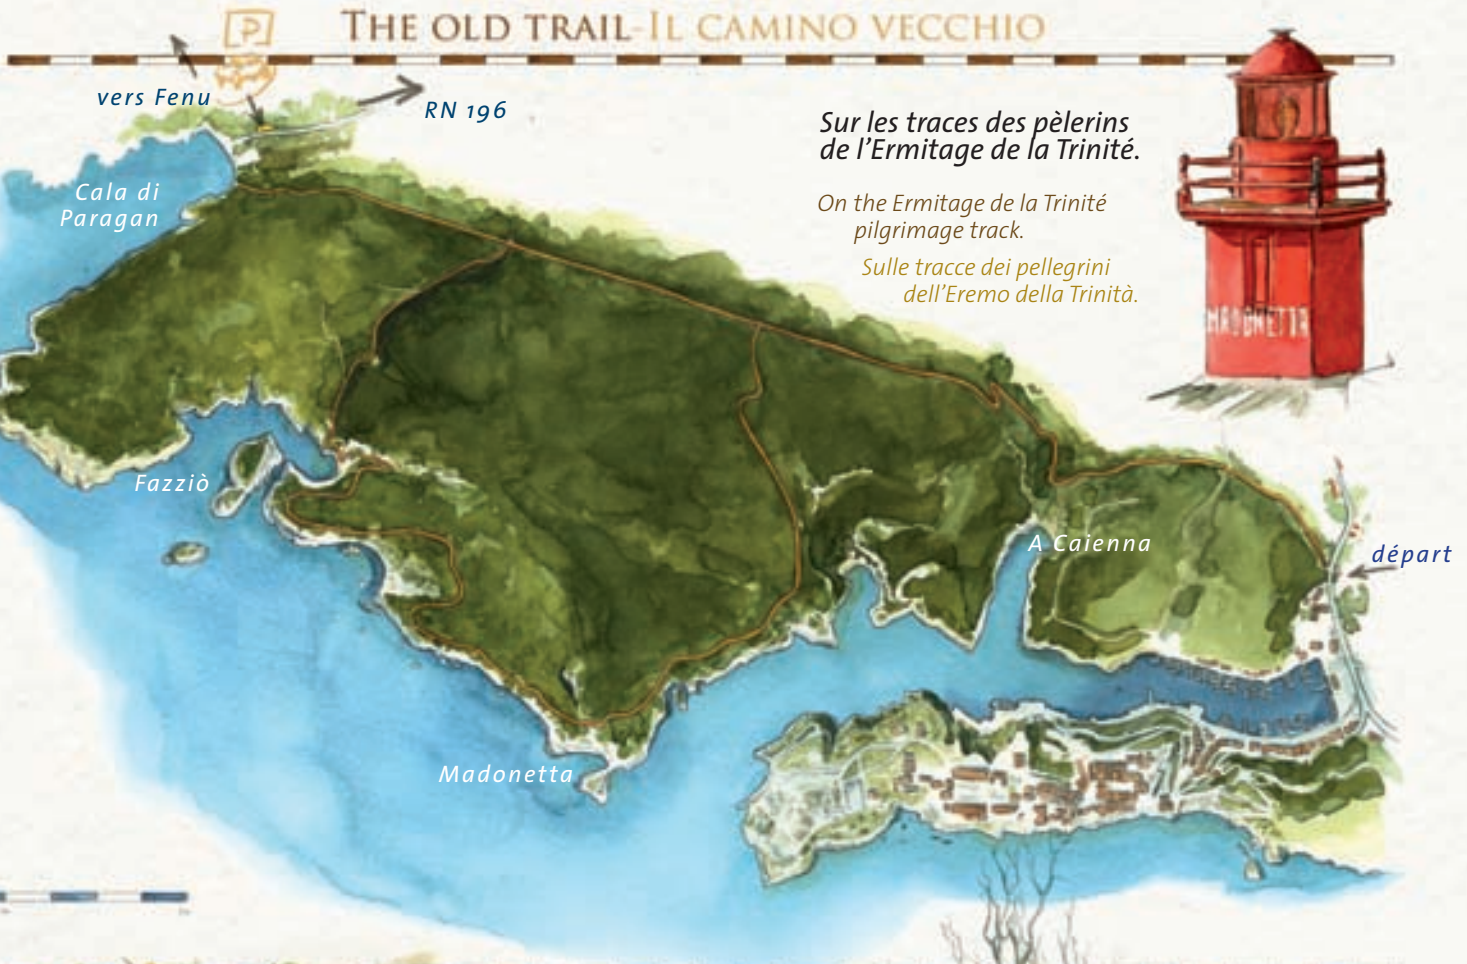 THE OLD TRAIL-IL CAMINO VECCHIO
P
vers Fenu
RN 196
Sur les traces des pèlerins
de l'Ermitage de la Trinité.
On the Ermitage de la Trinité
pilgrimage track.
Sulle tracce dei pellegrini
dell'Eremo della Trinità.
Cala di
Paragan
MADONETTA
Fazziò
A Caienna
départ
Madonetta